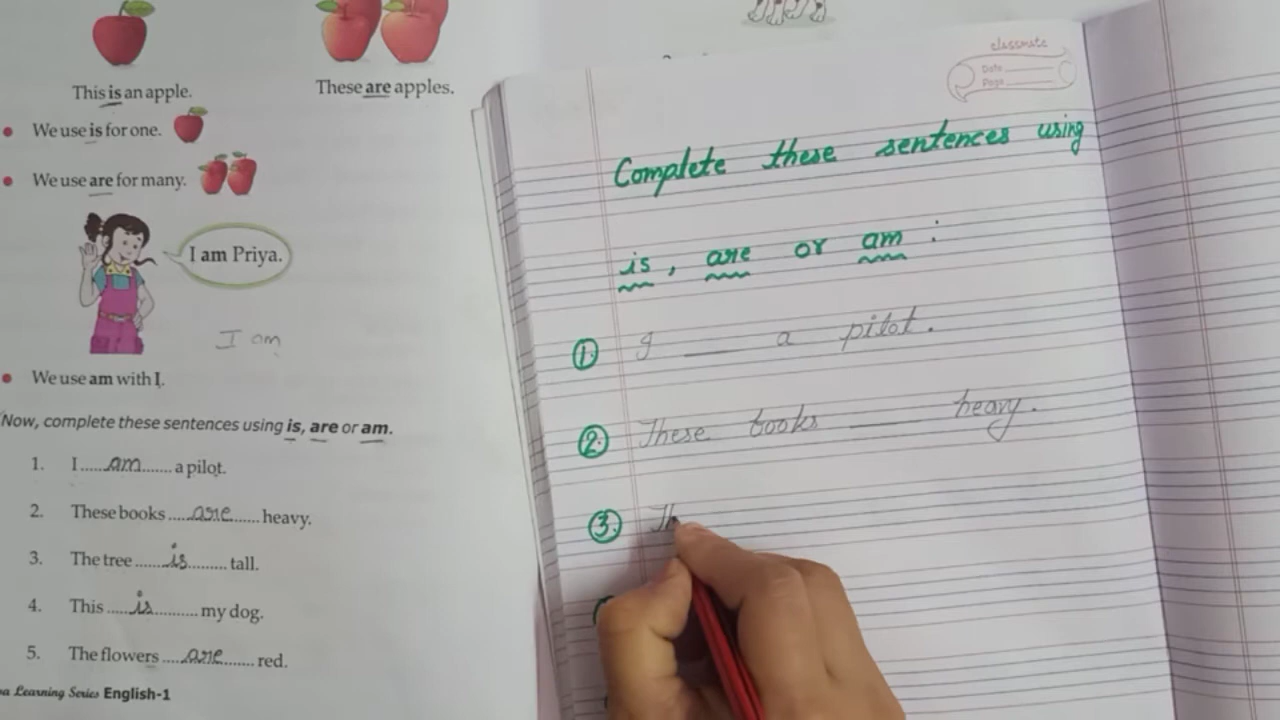 This is an apple.
These are apples.
We use is for one.
We use are for many.
I am Priya.
I am
We use am with I.
Now, complete these sentences using is, are or am.
1. I.....am.......a pilot.
2. These books .....are...... heavy.
3. The tree .......is......... tall.
4. This .....is........... my dog.
5. The flowers ....are........ red.
Learning Series English-1
classmate
Date
Page
Complete these sentences using
is, are or am :
1. I ___ a pilot.
2. These books ___ heavy.
3. Th